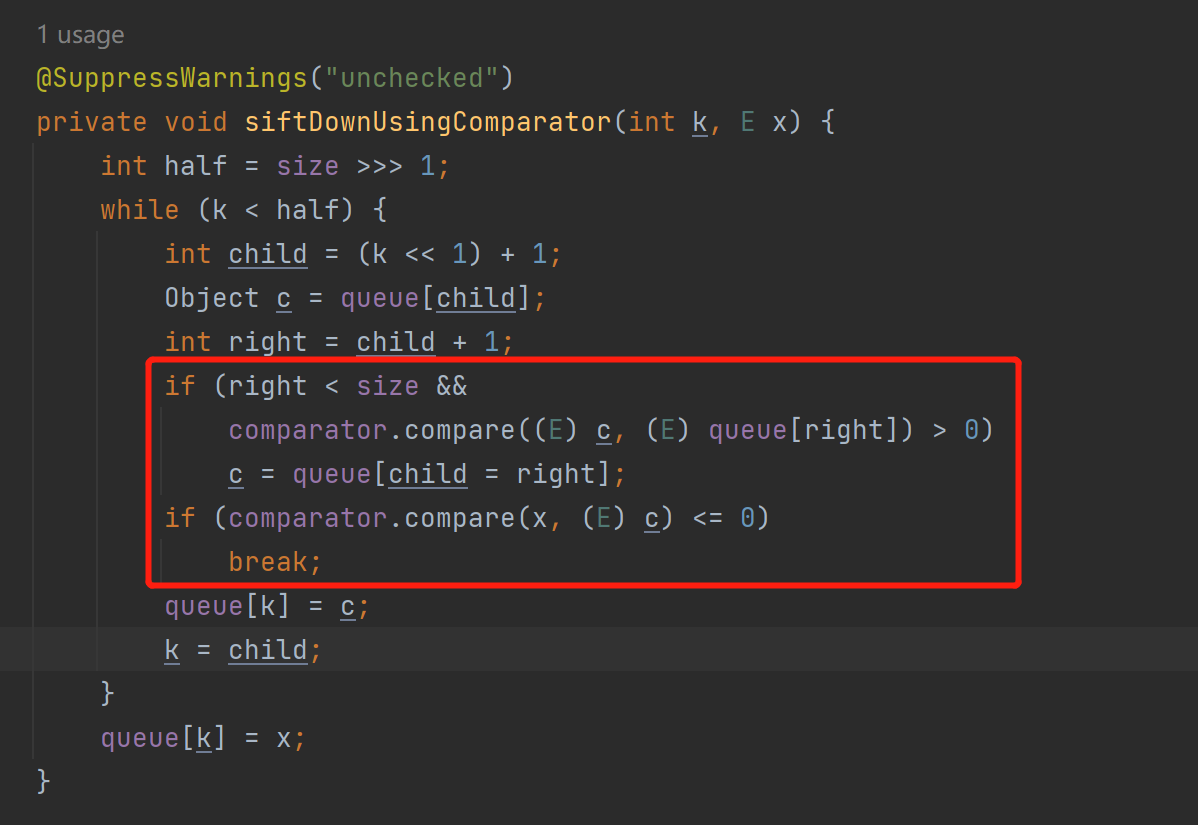 1 usage
@SuppressWarnings("unchecked")
private void siftDownUsingComparator(int k, E x) {
int half = size >>> 1;
while (k < half) {
int child = (k << 1) + 1;
Object c = queue[child];
int right = child + 1;
if (right < size &&
comparator.compare((E) c, (E) queue[right]) > 0)
c = queue[child = right];
if (comparator.compare(x, (E) c) <= 0)
break;
queue[k] = c;
k = child;
}
queue[k] = x;
}